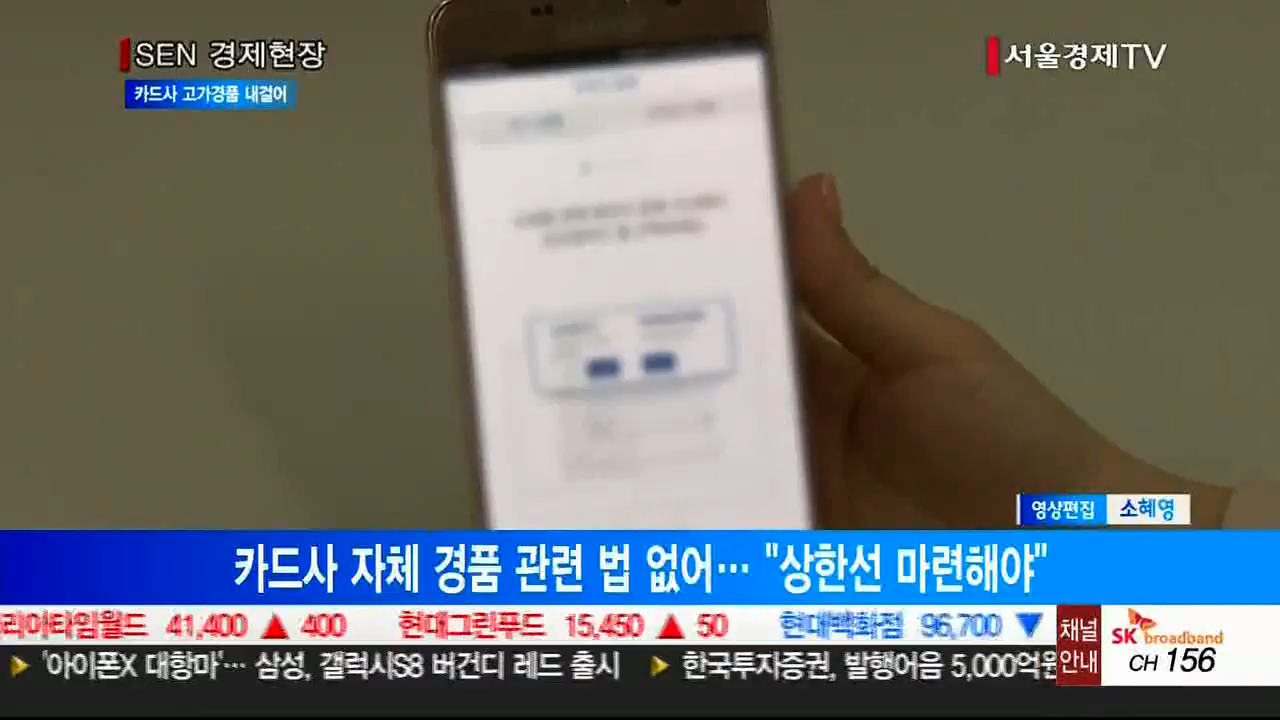 SEN 경제현장
서울경제TV
카드사 고가경품 내걸어
영상편집 소혜영
카드사 자체 경품 관련 법 없어… "상한선 마련해야"
리아타임월드 41,400 ▲ 400 현대그린푸드 15,450 ▲ 50 현대백화점 96,700 ▼
채널안내
SK broadband
CH 156
'아이폰X 대항마'… 삼성, 갤럭시S8 버건디 레드 출시 한국투자증권, 발행어음 5,000억원